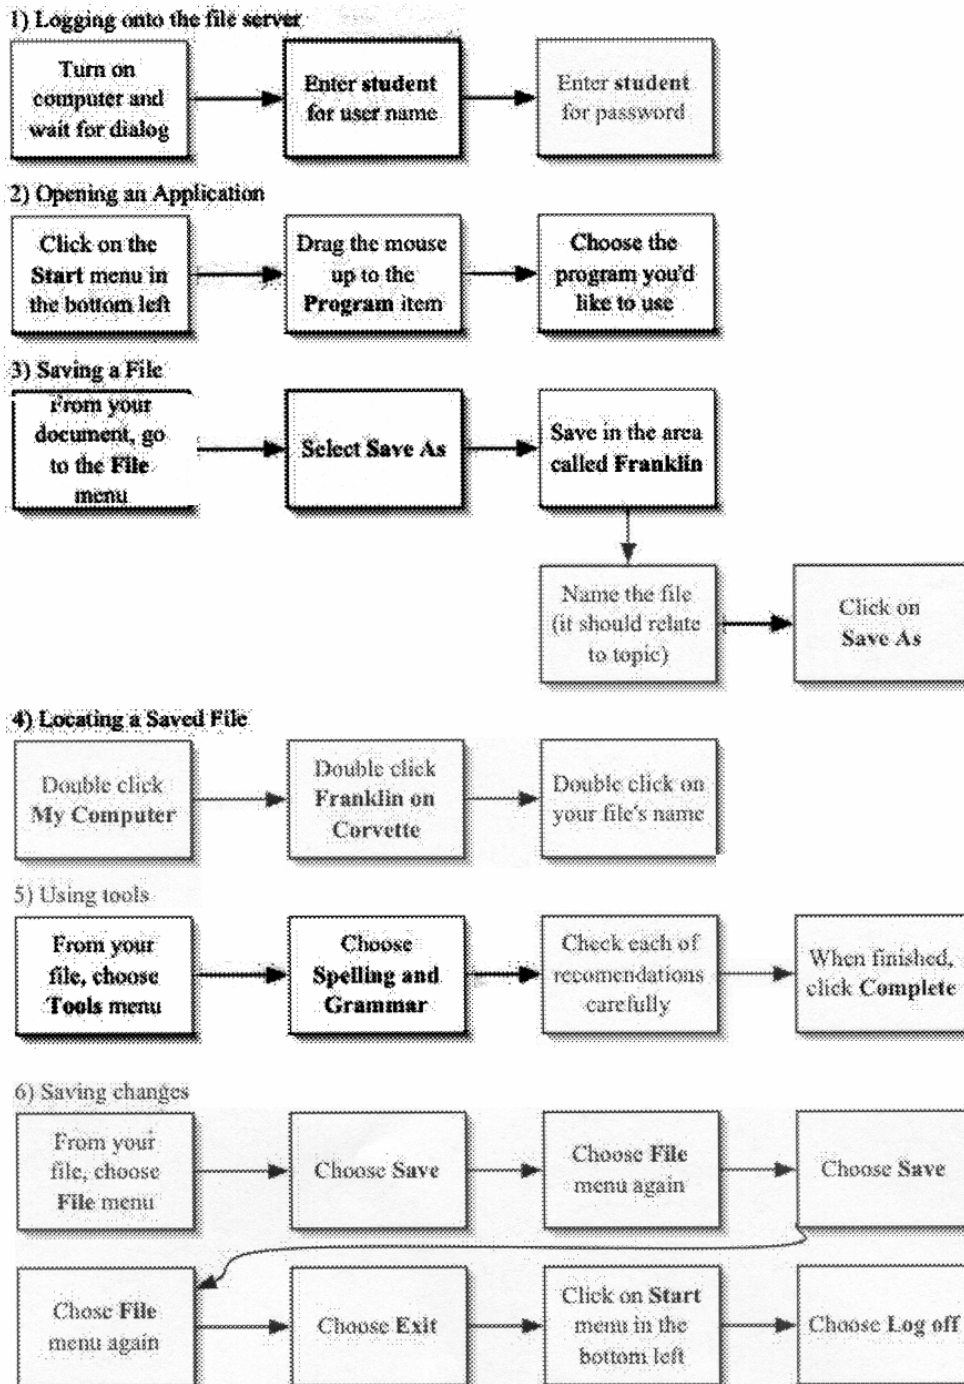 1) Logging onto the file server
Turn on
computer and
wait for dialog
Enter student
for user name
Enter student
for password
2) Opening an Application
Click on the
Start menu in
the bottom left
Drag the mouse
up to the
Program item
Choose the
program you'd
like to use
3) Saving a File
From your
document, go
to the File
menu
Select Save As
Save in the area
called Franklin
Name the file
(it should relate
to topic)
Click on
Save As
4) Locating a Saved File
Double click
My Computer
Double click
Franklin on
Corvette
Double click on
your file's name
5) Using tools
From your
file, choose
Tools menu
Choose
Spelling and
Grammar
Check each of
recomendations
carefully
When finished,
click Complete
6) Saving changes
From your
file, choose
File menu
Choose Save
Choose File
menu again
Choose Save
Chose File
menu again
Choose Exit
Click on Start
menu in the
bottom left
Choose Log off